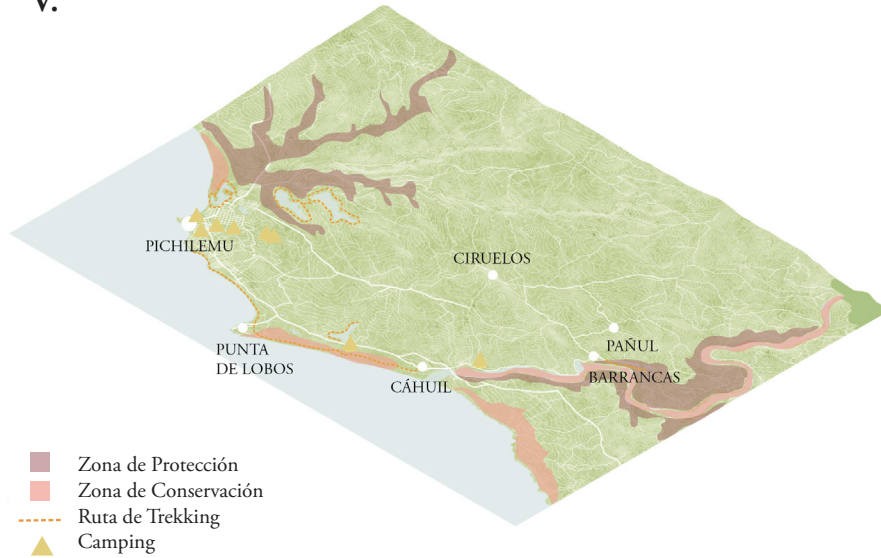 V.
PICHILEMU
CIRUELOS
PUNTA
DE LOBOS
PAÑUL
CÁHUIL
BARRANCAS
Zona de Protección
Zona de Conservación
Ruta de Trekking
Camping